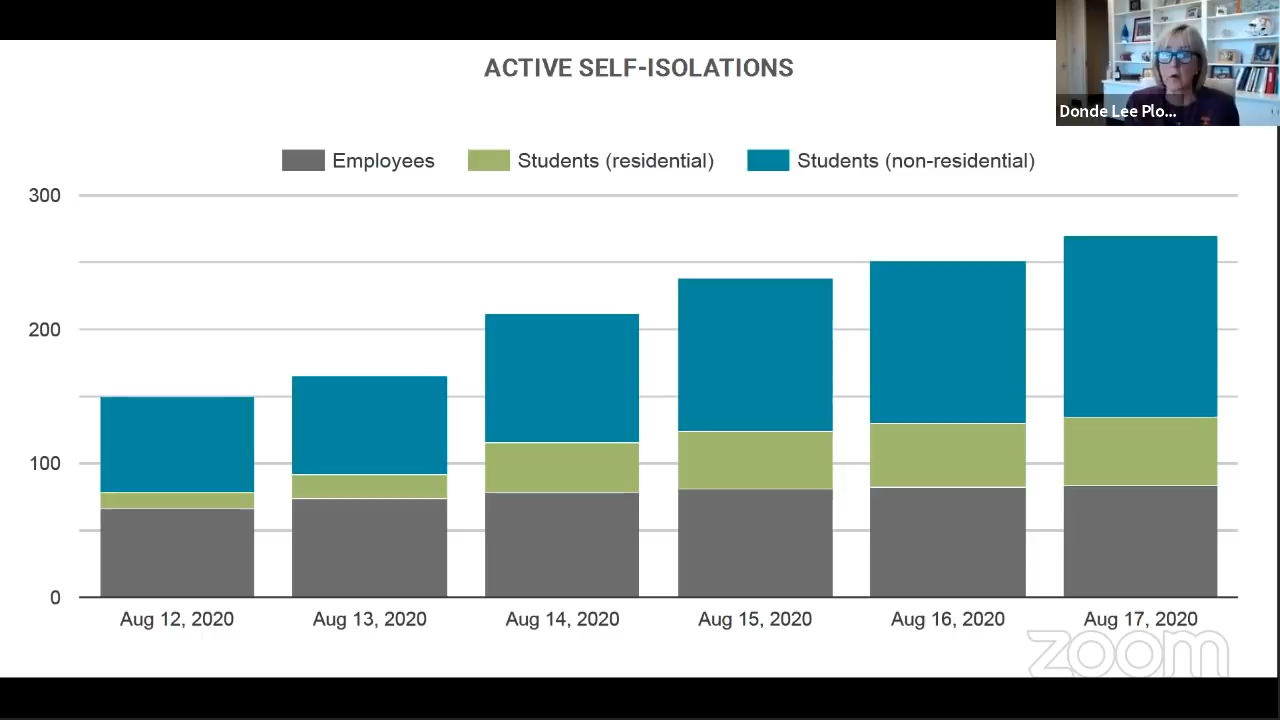 ACTIVE SELF-ISOLATIONS
Donde Lee Plo...
Employees Students (residential) Students (non-residential)
300
200
100
0
Aug 12, 2020 Aug 13, 2020 Aug 14, 2020 Aug 15, 2020 Aug 16, 2020 Aug 17, 2020
zoom